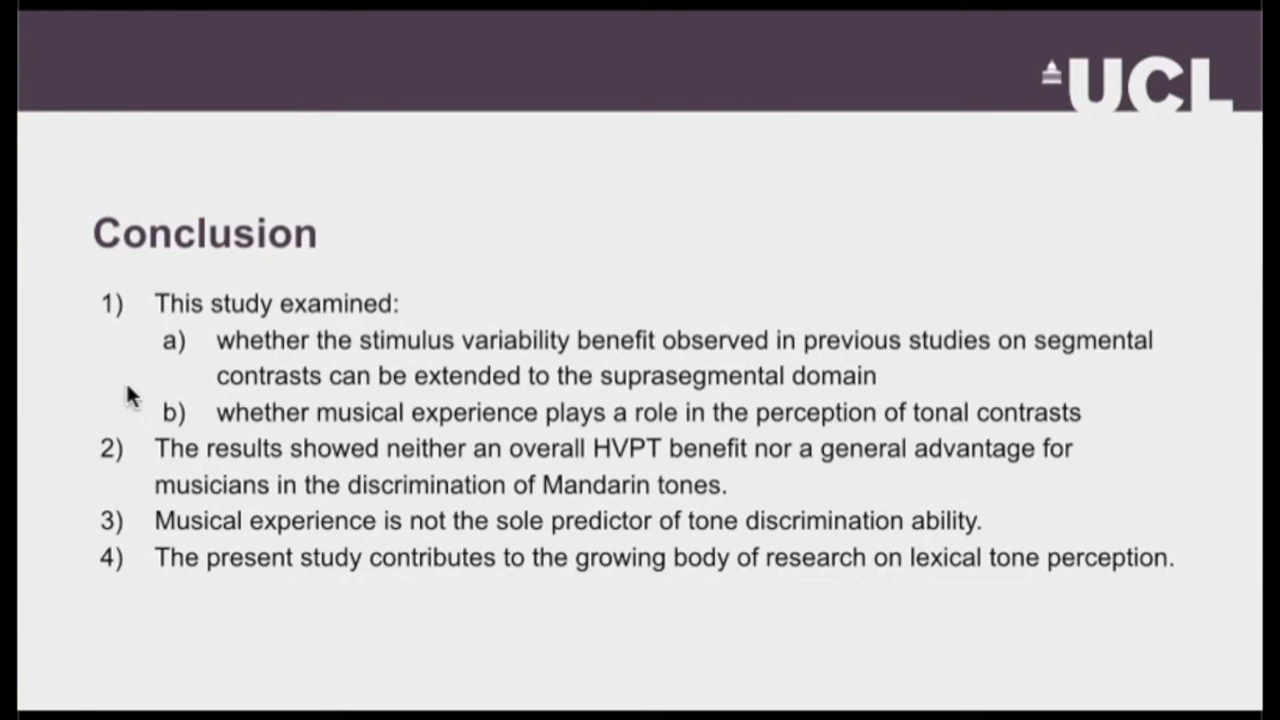 UCL
Conclusion
1) This study examined:
a) whether the stimulus variability benefit observed in previous studies on segmental
contrasts can be extended to the suprasegmental domain
b) whether musical experience plays a role in the perception of tonal contrasts
2) The results showed neither an overall HVPT benefit nor a general advantage for
musicians in the discrimination of Mandarin tones.
3) Musical experience is not the sole predictor of tone discrimination ability.
4) The present study contributes to the growing body of research on lexical tone perception.